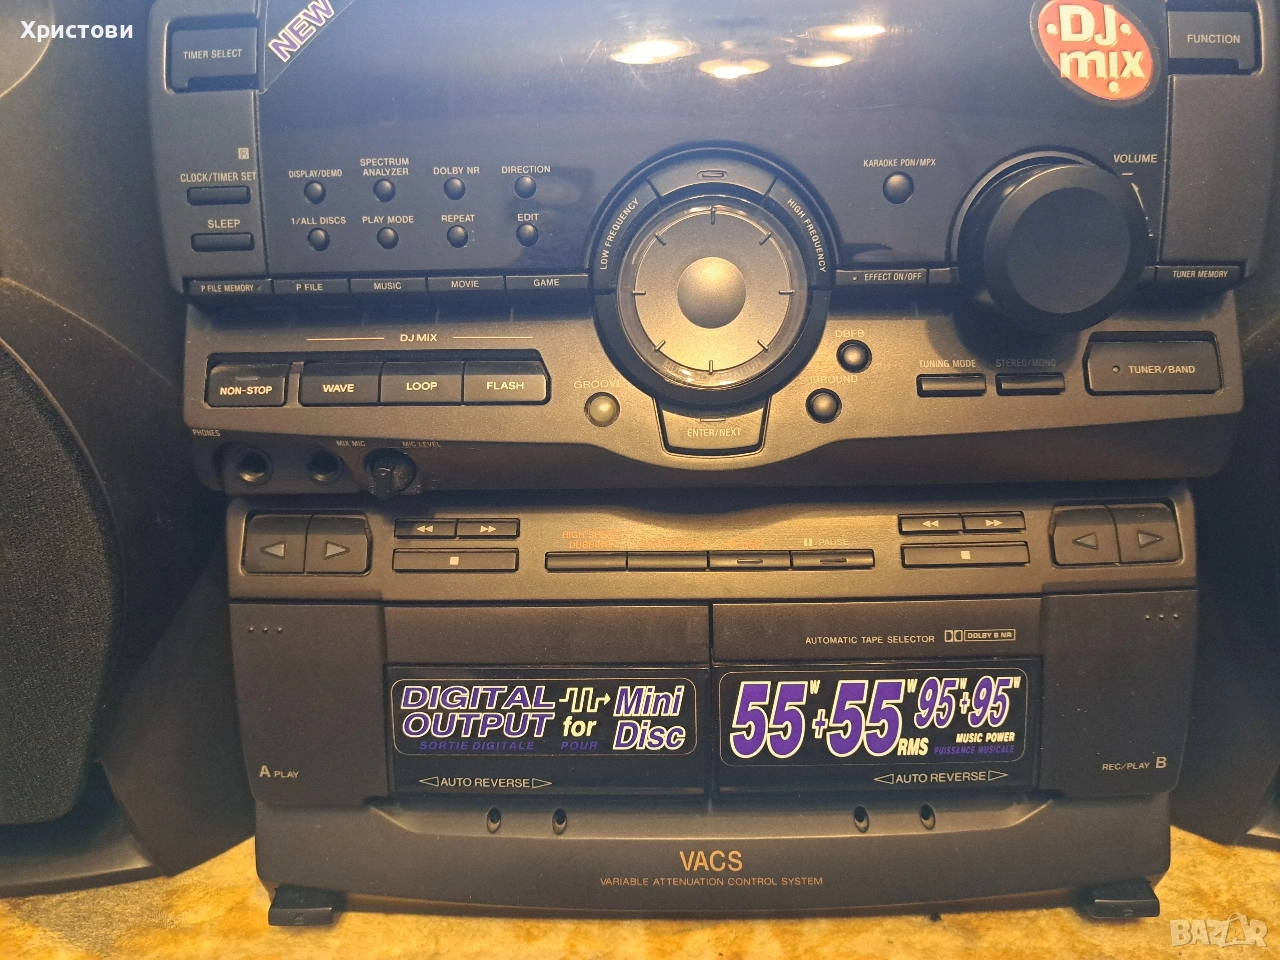 Христови
TIMER SELECT
NEW
DJ
mix
FUNCTION
CLOCK/TIMER SET
SLEEP
DISPLAY/DEMO
SPECTRUM
ANALYZER
DOLBY NR
DIRECTION
1/ALL DISCS
PLAY MODE
REPEAT
EDIT
LOW FREQUENCY
HIGH FREQUENCY
KARAOKE PON/MPX
VOLUME
P FILE MEMORY
P FILE
MUSIC
MOVIE
GAME
EFFECT ON/OFF
TUNER MEMORY
DJ MIX
NON-STOP
WAVE
LOOP
FLASH
GROOVE
DBFB
ENTER/NEXT
TUNING MODE
STEREO/MONO
TUNER/BAND
PHONES
MIX MIC
MIC LEVEL
PAUSE
AUTOMATIC TAPE SELECTOR DOLBY B NR
DIGITAL OUTPUT for Mini Disc
SORTIE DIGITALE POUR
55W+55W RMS 95W+95W
MUSIC POWER
PUISSANCE MUSICALE
A PLAY
AUTO REVERSE
AUTO REVERSE
REC/PLAY B
VACS
VARIABLE ATTENUATION CONTROL SYSTEM
BAZAR